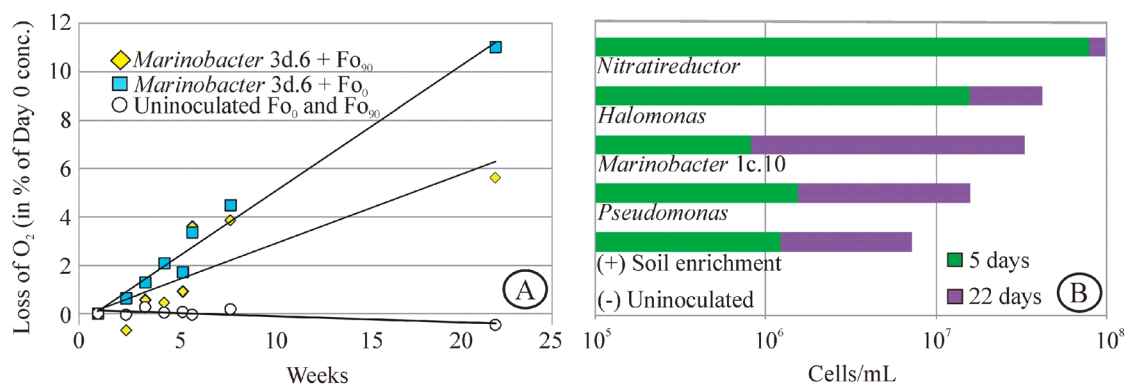 Loss of O2 (in % of Day 0 conc.)
12
10
8
6
4
2
0
Marinobacter 3d.6 + Fo90
Marinobacter 3d.6 + Fo0
Uninoculated Fo0 and Fo90
A
0
5
10
15
20
25
Weeks
Nitratireductor
Halomonas
Marinobacter 1c.10
Pseudomonas
(+) Soil enrichment
(-) Uninoculated
5 days
22 days
B
10^5
10^6
10^7
10^8
Cells/mL